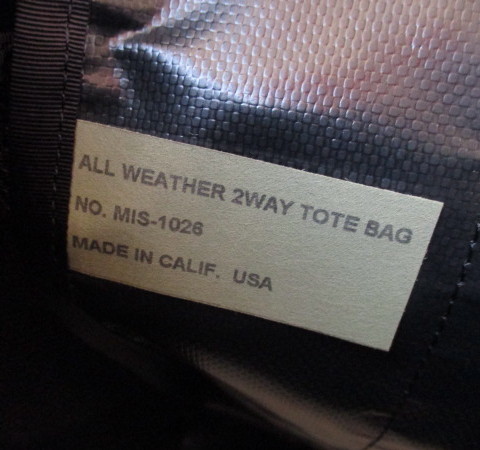 ALL WEATHER 2WAY TOTE BAG
NO. MIS-1026
MADE IN CALIF. USA